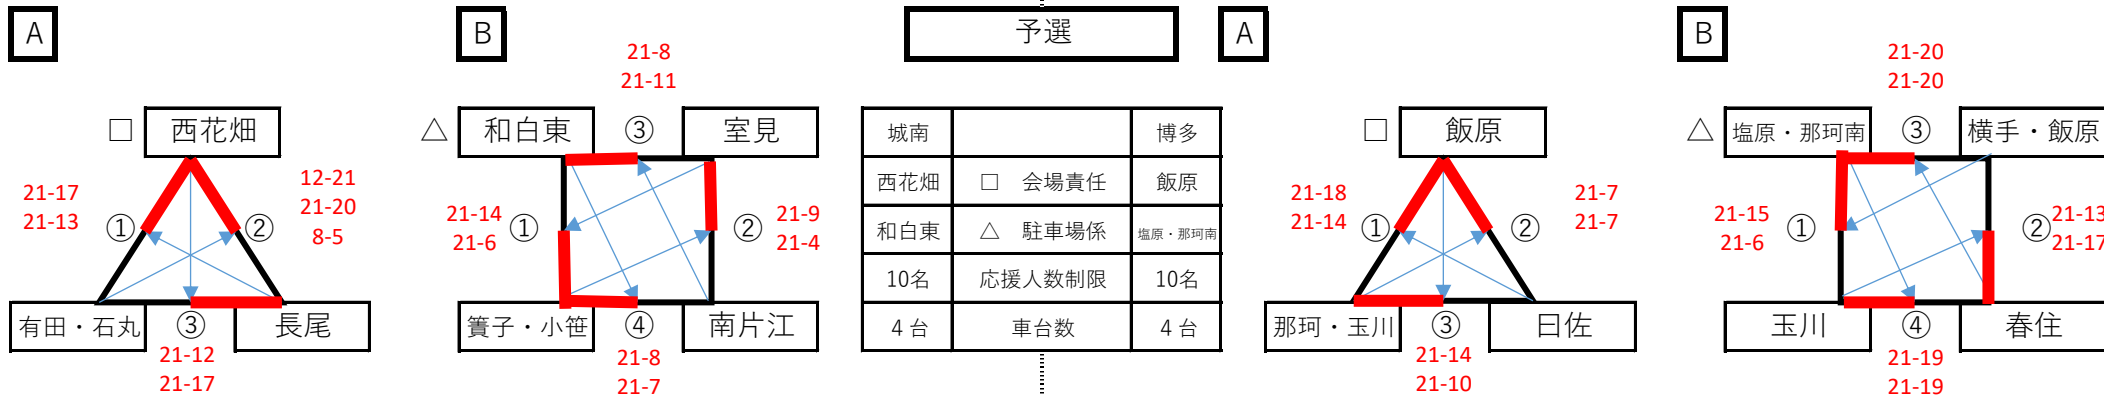 A
□ 西花畑
21-17
21-13
①
12-21
21-20
8-5
②
有田・石丸
③
長尾
21-12
21-17
B
21-8
21-11
△ 和白東
③
室見
21-14
21-6
①
②
21-9
21-4
簀子・小笹
④
南片江
21-8
21-7
予選
城南 博多
西花畑 □ 会場責任 飯原
和白東 △ 駐車場係 塩原・那珂南
10名 応援人数制限 10名
4台 車台数 4台
A
□ 飯原
21-18
21-14
①
21-7
21-7
②
那珂・玉川
③
日佐
21-14
21-10
B
21-20
21-20
△ 塩原・那珂南
③
横手・飯原
21-15
21-6
①
②
21-13
21-17
玉川
④
春住
21-19
21-19